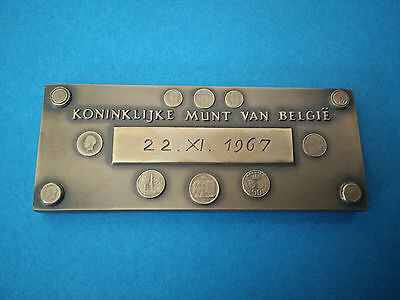 KONINKLIJKE MUNT VAN BELGIË
22.XI.1967